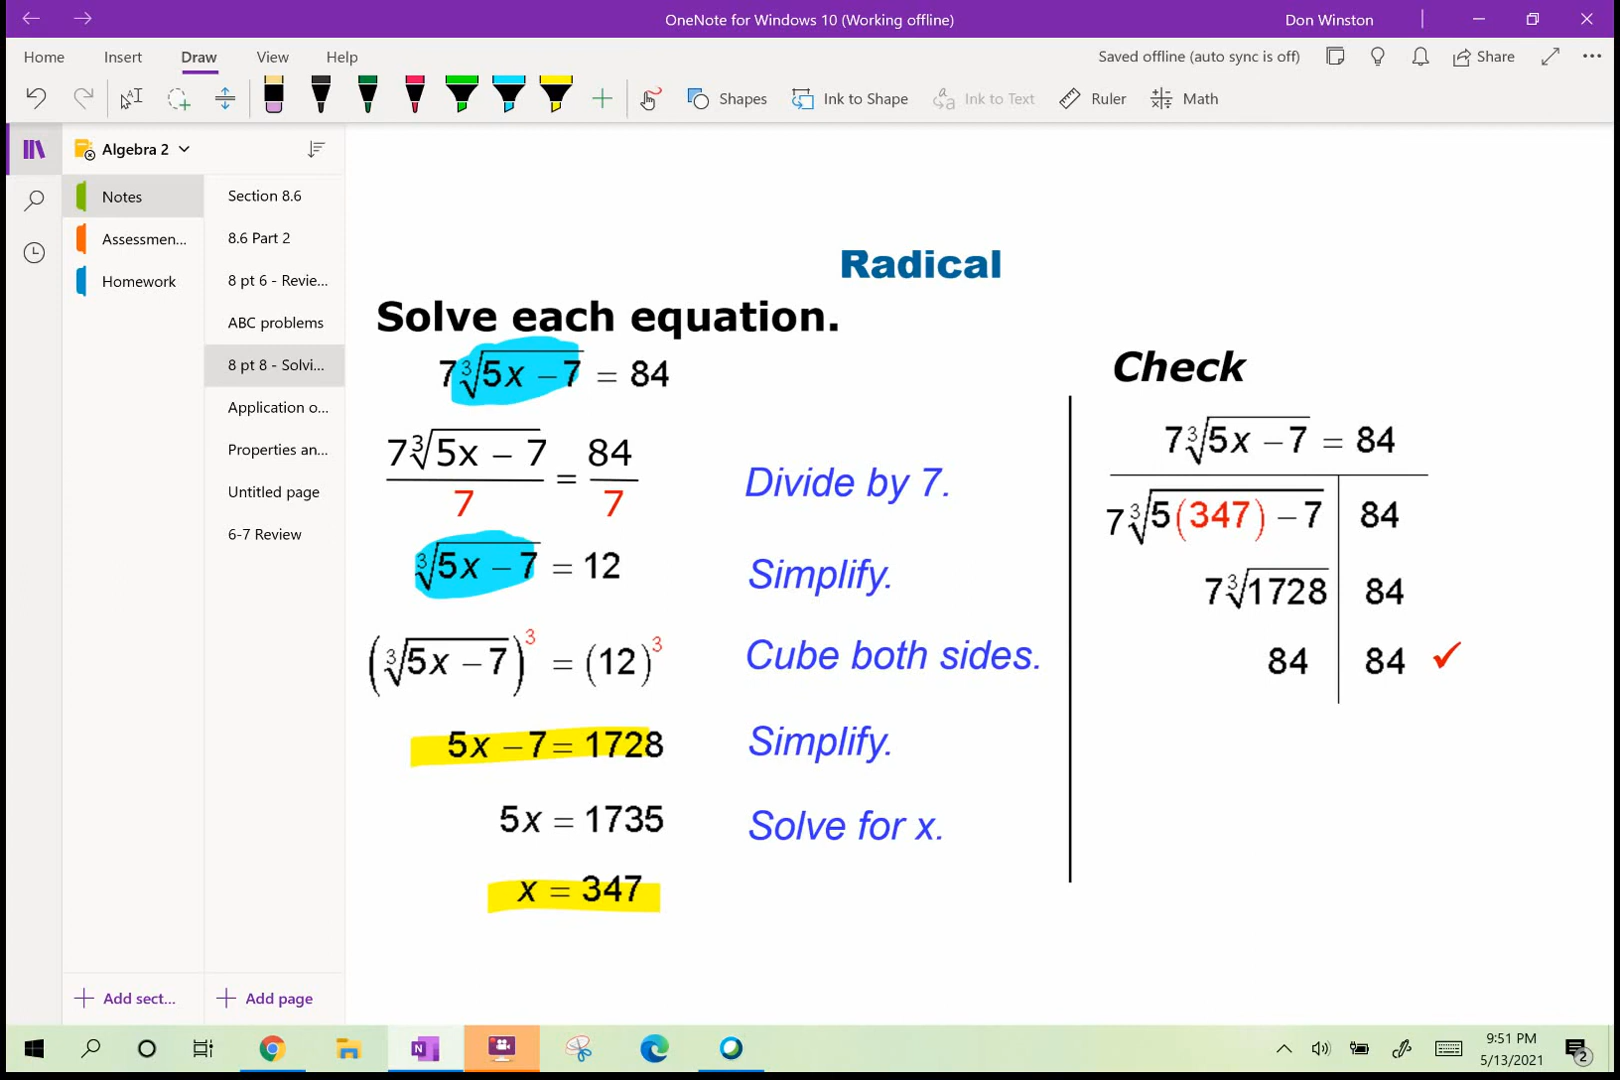 OneNote for Windows 10 (Working offline)
Don Winston
Home Insert Draw View Help
Saved offline (auto sync is off)
Share
Shapes
Ink to Shape
Ink to Text
Ruler
Math
Algebra 2
Notes
Assessmen...
Homework
Section 8.6
8.6 Part 2
8 pt 6 - Revie...
ABC problems
8 pt 8 - Solvi...
Application o...
Properties an...
Untitled page
6-7 Review
Add sect...
Add page
Radical
Solve each equation.
7∛(5x − 7) = 84
7∛(5x − 7)/7 = 84/7
Divide by 7.
∛(5x − 7) = 12
Simplify.
(∛(5x − 7))³ = (12)³
Cube both sides.
5x − 7 = 1728
Simplify.
5x = 1735
Solve for x.
x = 347
Check
7∛(5x − 7) = 84
7∛(5(347) − 7) 84
7∛1728 84
84 84 ✓
9:51 PM
5/13/2021
2